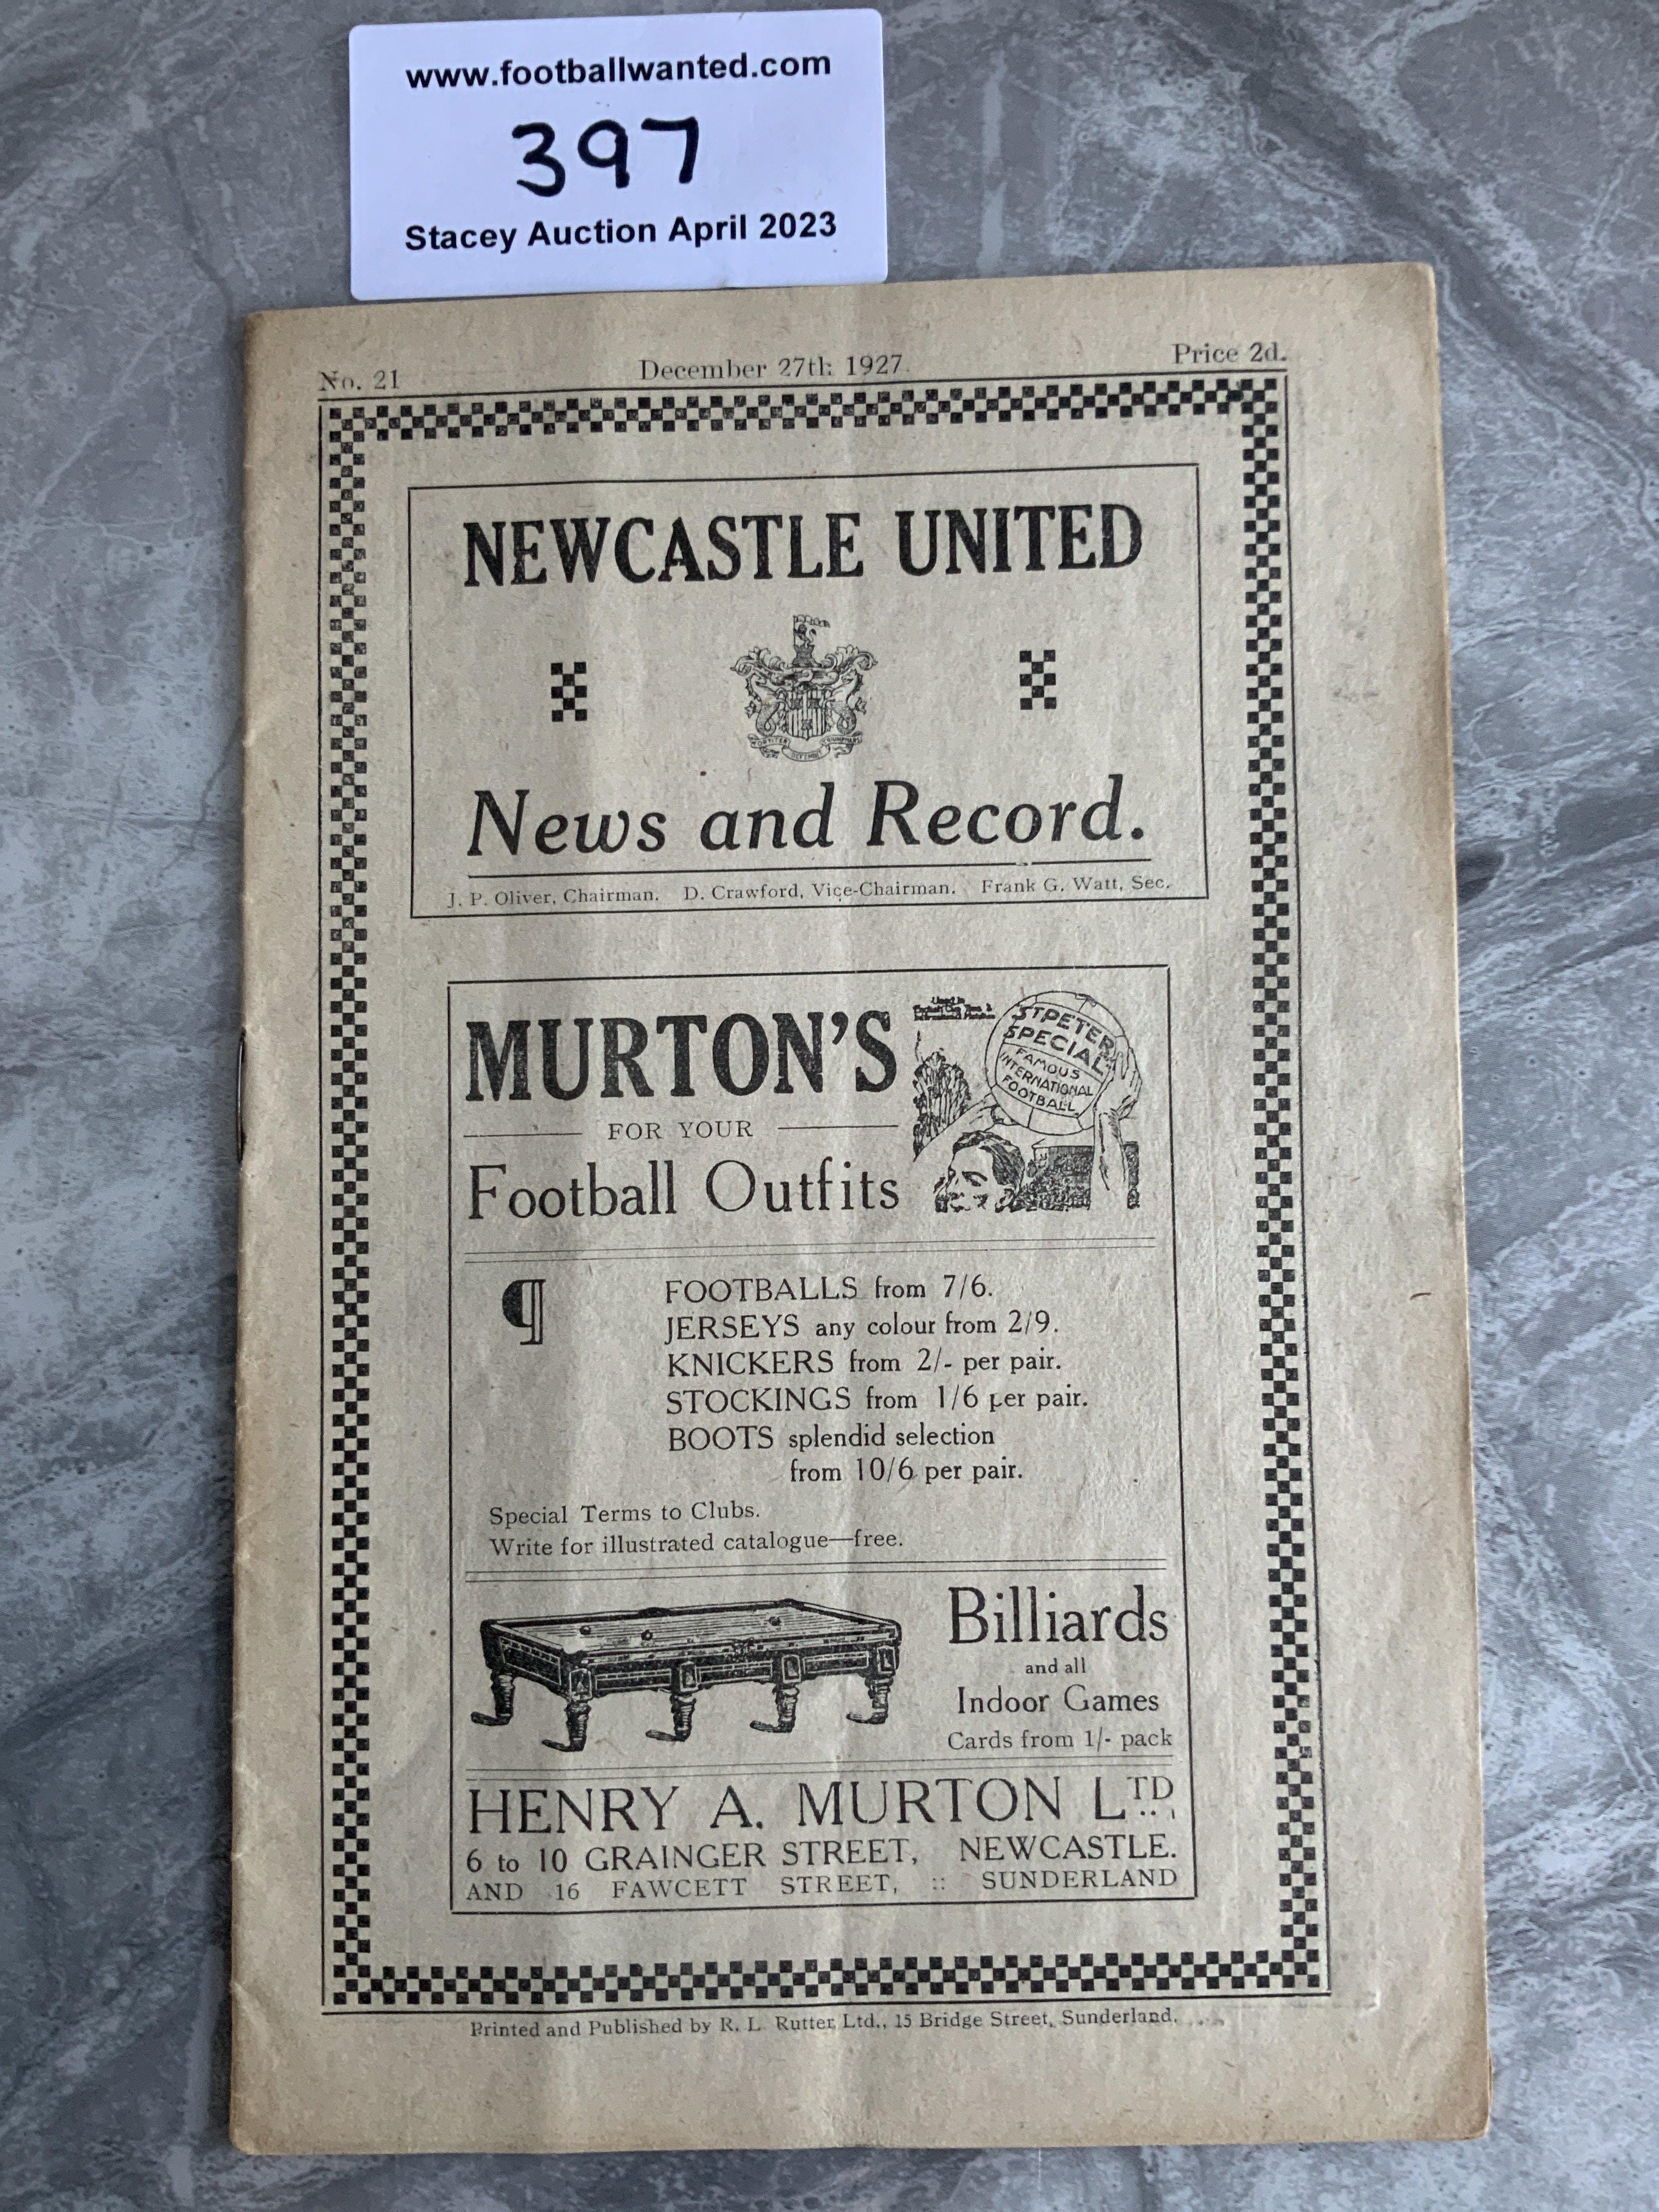 www.footballwanted.com
397
Stacey Auction April 2023
No. 21 December 27th 1927. Price 2d.
NEWCASTLE UNITED
News and Record.
J. P. Oliver, Chairman. D. Crawford, Vice-Chairman. Frank G. Watt, Sec.
MURTON'S
FOR YOUR
Football Outfits
Used in
ST PETER
SPECIAL
FAMOUS
INTERNATIONAL
FOOTBALL
¶ FOOTBALLS from 7/6.
JERSEYS any colour from 2/9.
KNICKERS from 2/- per pair.
STOCKINGS from 1/6 per pair.
BOOTS splendid selection
from 10/6 per pair.
Special Terms to Clubs.
Write for illustrated catalogue—free.
Billiards
and all
Indoor Games
Cards from 1/- pack
HENRY A. MURTON LTD.,
6 to 10 GRAINGER STREET, NEWCASTLE.
AND 16 FAWCETT STREET, :: SUNDERLAND
Printed and Published by R. L. Rutter, Ltd., 15 Bridge Street, Sunderland.